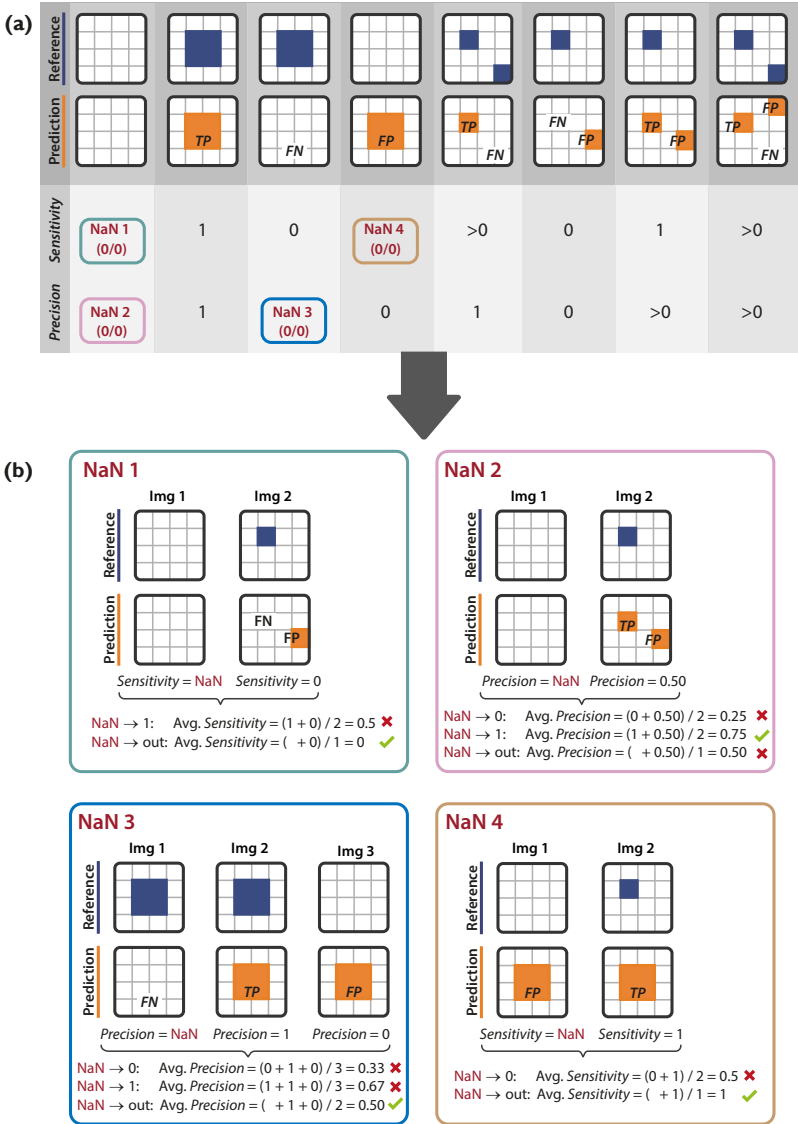 (a)
Reference
Prediction
TP
FN
FP
TP
FN
FN
FP
TP
FP
TP
FP
FN
Sensitivity
NaN 1
(0/0)
1
0
NaN 4
(0/0)
>0
0
1
>0
Precision
NaN 2
(0/0)
1
NaN 3
(0/0)
0
1
0
>0
>0
(b)
NaN 1
Img 1
Img 2
Reference
Prediction
FN
FP
Sensitivity = NaN
Sensitivity = 0
NaN → 1: Avg. Sensitivity = (1 + 0) / 2 = 0.5 ✘
NaN → out: Avg. Sensitivity = ( + 0) / 1 = 0 ✓
NaN 2
Img 1
Img 2
Reference
Prediction
TP
FP
Precision = NaN
Precision = 0.50
NaN → 0: Avg. Precision = (0 + 0.50) / 2 = 0.25 ✘
NaN → 1: Avg. Precision = (1 + 0.50) / 2 = 0.75 ✓
NaN → out: Avg. Precision = ( + 0.50) / 1 = 0.50 ✘
NaN 3
Img 1
Img 2
Img 3
Reference
Prediction
FN
TP
FP
Precision = NaN
Precision = 1
Precision = 0
NaN → 0: Avg. Precision = (0 + 1 + 0) / 3 = 0.33 ✘
NaN → 1: Avg. Precision = (1 + 1 + 0) / 3 = 0.67 ✘
NaN → out: Avg. Precision = ( + 1 + 0) / 2 = 0.50 ✓
NaN 4
Img 1
Img 2
Reference
Prediction
FP
TP
Sensitivity = NaN
Sensitivity = 1
NaN → 0: Avg. Sensitivity = (0 + 1) / 2 = 0.5 ✘
NaN → out: Avg. Sensitivity = ( + 1) / 1 = 1 ✓